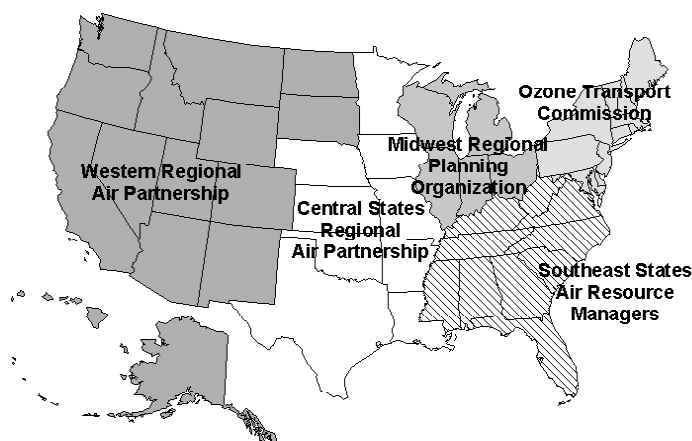 Ozone Transport
Commission
Midwest Regional
Planning
Organization
Western Regional
Air Partnership
Central States
Regional
Air Partnership
Southeast States
Air Resource
Managers